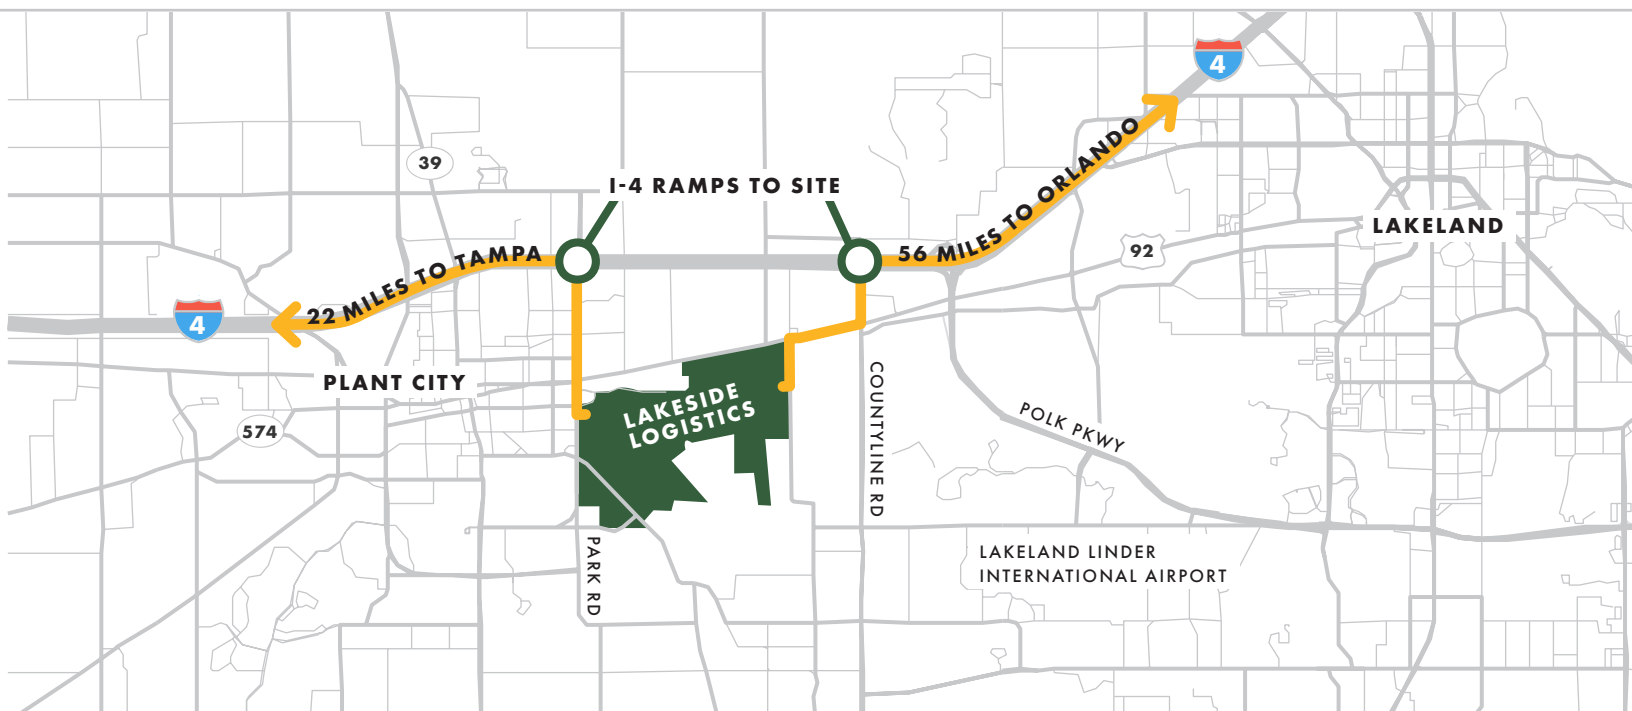 4
39
I-4 RAMPS TO SITE
56 MILES TO ORLANDO
LAKELAND
92
22 MILES TO TAMPA
4
PLANT CITY
LAKESIDE
LOGISTICS
574
COUNTYLINE RD
POLK PKWY
PARK RD
LAKELAND LINDER
INTERNATIONAL AIRPORT